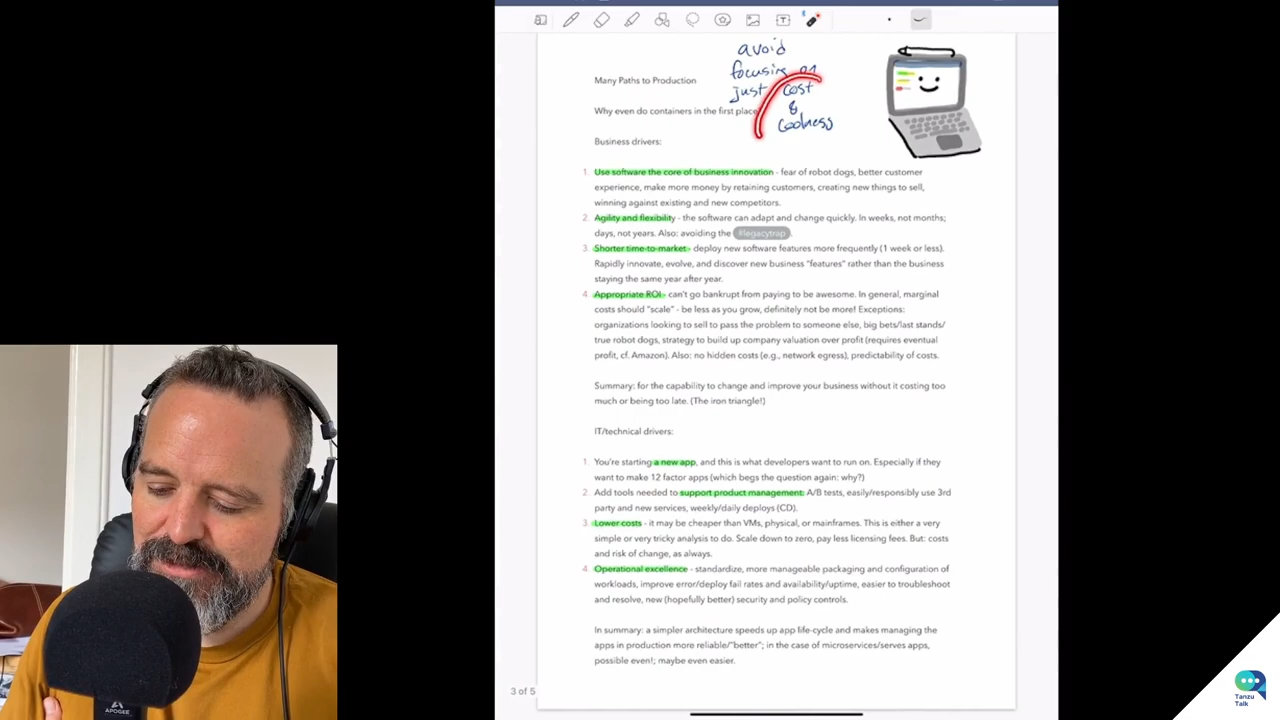 avoid
focusing on
just cost
&
coolness
Many Paths to Production
Why even do containers in the first place
Business drivers:
1. Use software the core of business innovation - fear of robot dogs, better customer
experience, make more money by retaining customers, creating new things to sell,
winning against existing and new competitors.
2. Agility and flexibility - the software can adapt and change quickly. In weeks, not months;
days, not years. Also: avoiding the #legacytrap.
3. Shorter time-to-market - deploy new software features more frequently (1 week or less).
Rapidly innovate, evolve, and discover new business "features" rather than the business
staying the same year after year.
4. Appropriate ROI - can't go bankrupt from paying to be awesome. In general, marginal
costs should "scale" - be less as you grow, definitely not be more! Exceptions:
organizations looking to sell to pass the problem to someone else, big bets/last stands/
true robot dogs, strategy to build up company valuation over profit (requires eventual
profit, cf. Amazon). Also: no hidden costs (e.g., network egress), predictability of costs.
Summary: for the capability to change and improve your business without it costing too
much or being too late. (The iron triangle!)
IT/technical drivers:
1. You're starting a new app, and this is what developers want to run on. Especially if they
want to make 12 factor apps (which begs the question again: why?)
2. Add tools needed to support product management: A/B tests, easily/responsibly use 3rd
party and new services, weekly/daily deploys (CD).
3. Lower costs - it may be cheaper than VMs, physical, or mainframes. This is either a very
simple or very tricky analysis to do. Scale down to zero, pay less licensing fees. But: costs
and risk of change, as always.
4. Operational excellence - standardize, more manageable packaging and configuration of
workloads, improve error/deploy fail rates and availability/uptime, easier to troubleshoot
and resolve, new (hopefully better) security and policy controls.
In summary: a simpler architecture speeds up app life-cycle and makes managing the
apps in production more reliable/"better"; in the case of microservices/serves apps,
possible even!; maybe even easier.
3 of 5
APOGEE
Tanzu
Talk